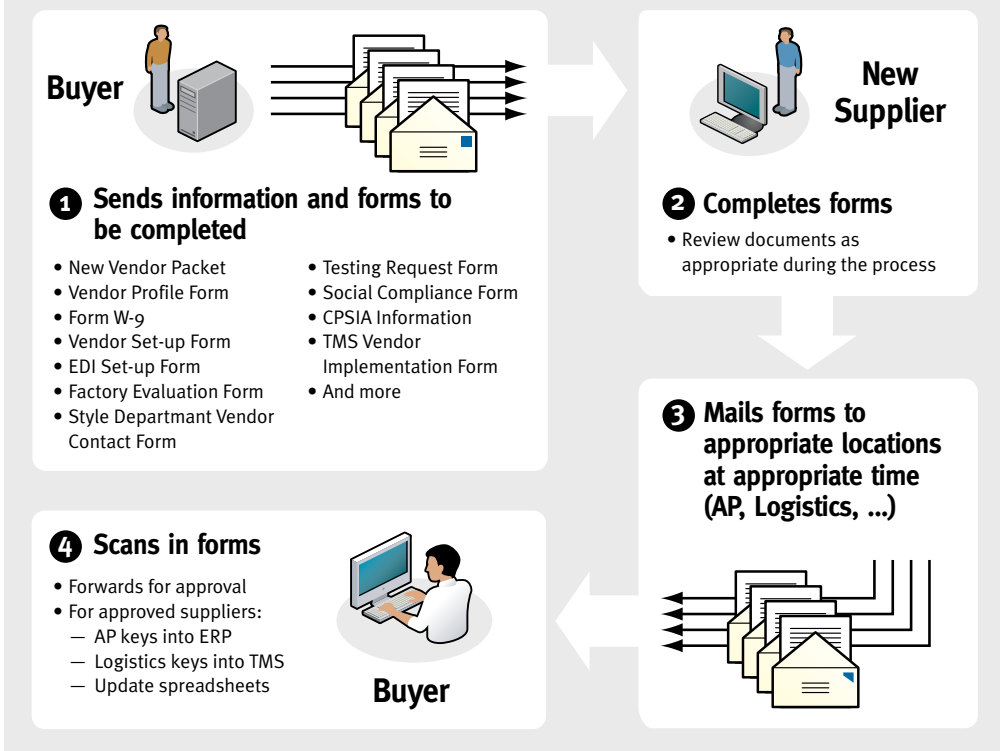 Buyer
1 Sends information and forms to
be completed
• New Vendor Packet
• Vendor Profile Form
• Form W-9
• Vendor Set-up Form
• EDI Set-up Form
• Factory Evaluation Form
• Style Departmant Vendor
Contact Form
• Testing Request Form
• Social Compliance Form
• CPSIA Information
• TMS Vendor
Implementation Form
• And more
New
Supplier
2 Completes forms
• Review documents as
appropriate during the process
3 Mails forms to
appropriate locations
at appropriate time
(AP, Logistics, ...)
4 Scans in forms
• Forwards for approval
• For approved suppliers:
— AP keys into ERP
— Logistics keys into TMS
— Update spreadsheets
Buyer